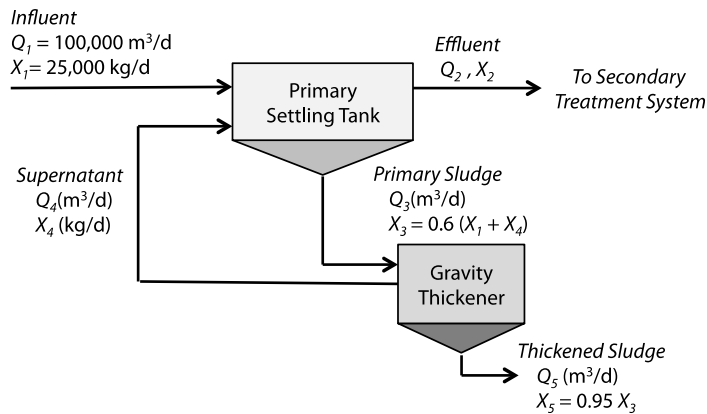 Influent
Q₁ = 100,000 m³/d
X₁= 25,000 kg/d
Effluent
Q₂ , X₂
To Secondary
Treatment System
Primary
Settling Tank
Supernatant
Q₄(m³/d)
X₄ (kg/d)
Primary Sludge
Q₃(m³/d)
X₃ = 0.6 (X₁ + X₄)
Gravity
Thickener
Thickened Sludge
Q₅ (m³/d)
X₅ = 0.95 X₃